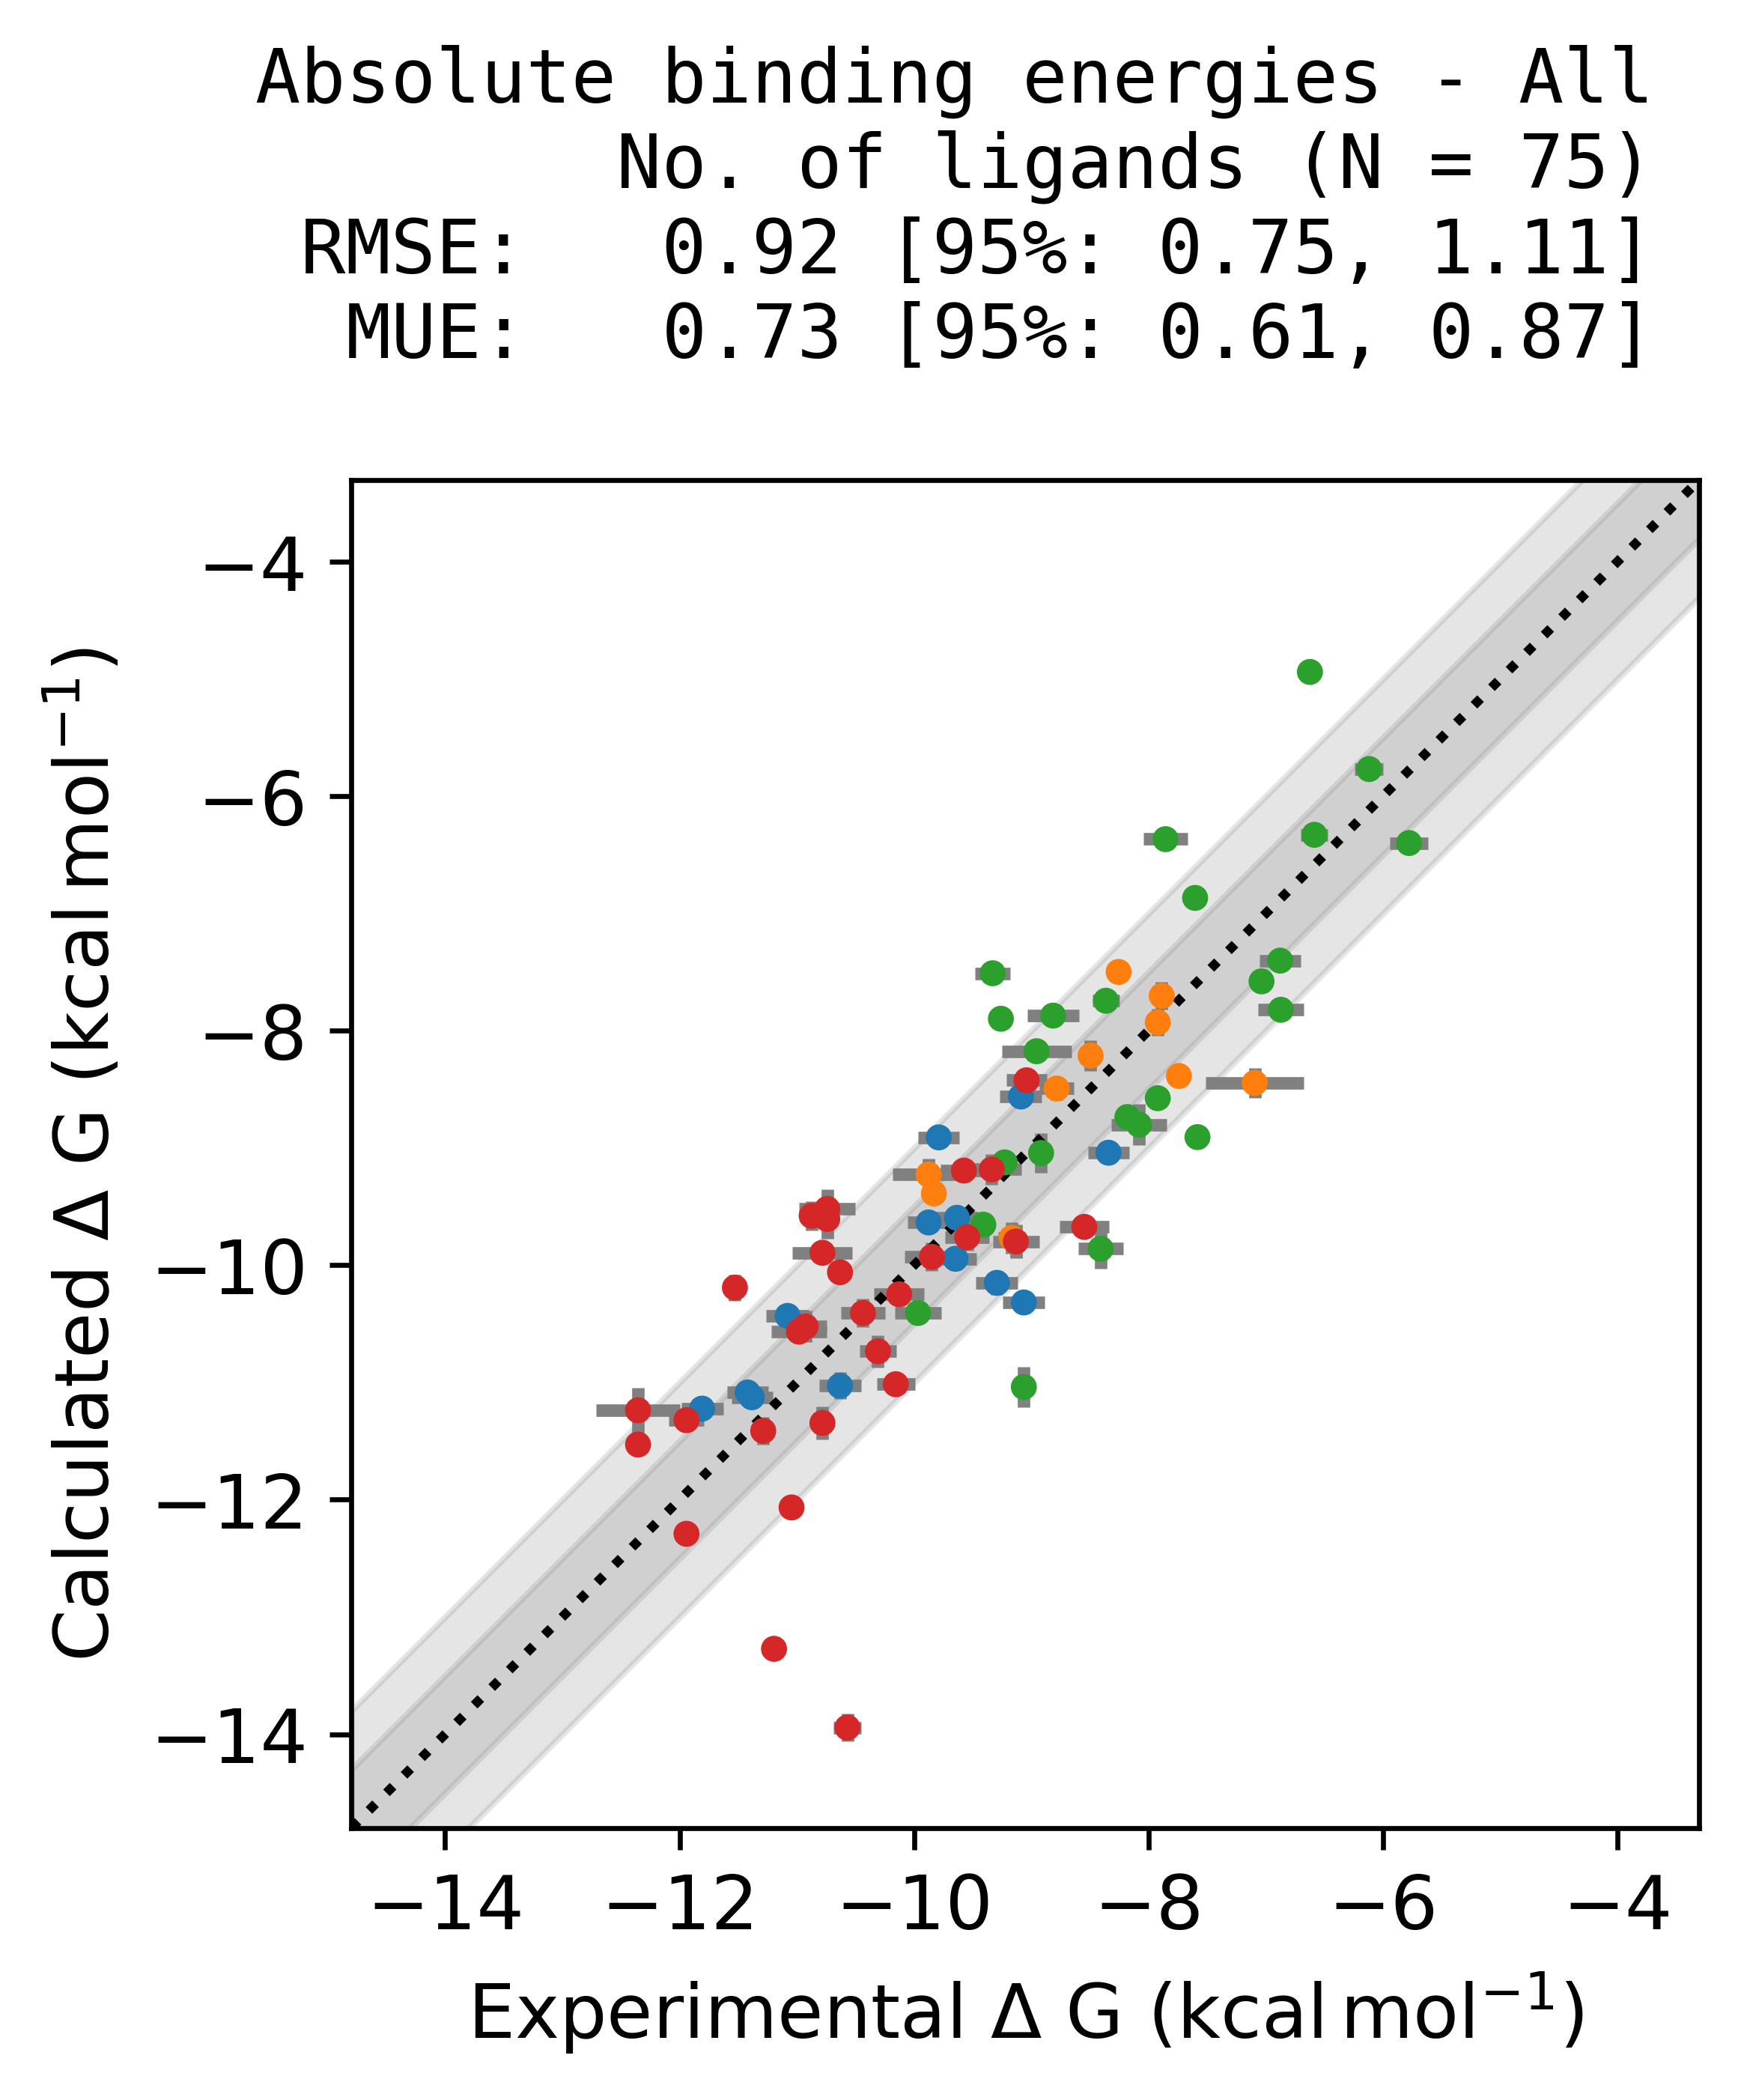 Absolute binding energies - All
No. of ligands (N = 75)
RMSE: 0.92 [95%: 0.75, 1.11]
MUE: 0.73 [95%: 0.61, 0.87]
Calculated Δ G (kcal mol⁻¹)
−4
−6
−8
−10
−12
−14
−14 −12 −10 −8 −6 −4
Experimental Δ G (kcal mol⁻¹)